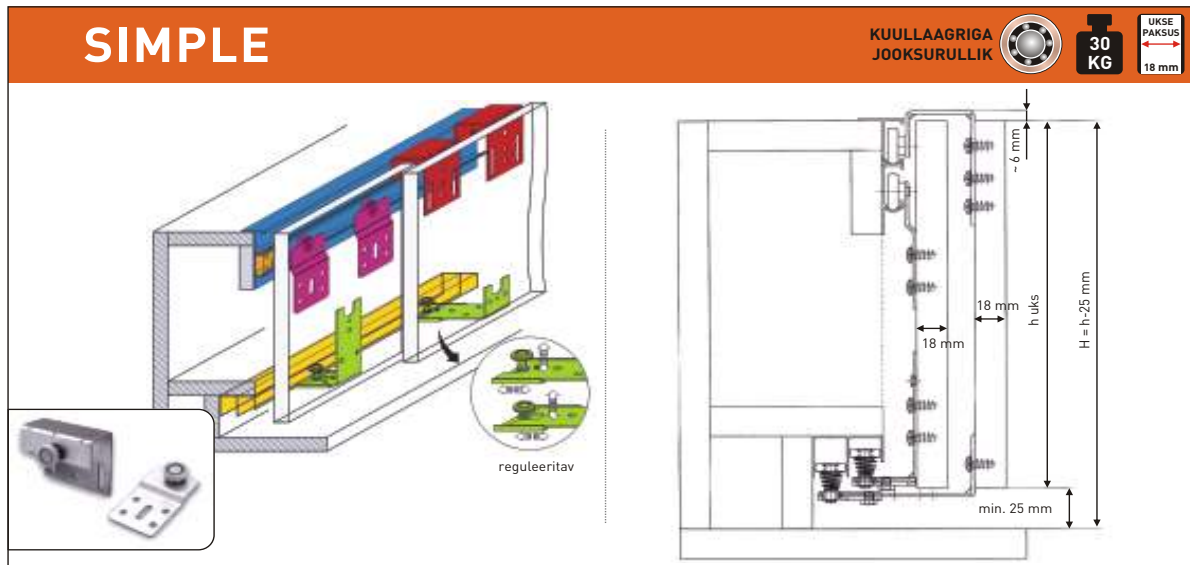 SIMPLE
KUULLAAGRIGA
JOOKSURULLIK
30
KG
UKSE
PAKSUS
18 mm
~ 6 mm
18 mm
18 mm
h uks
H = h-25 mm
min. 25 mm
reguleeritav